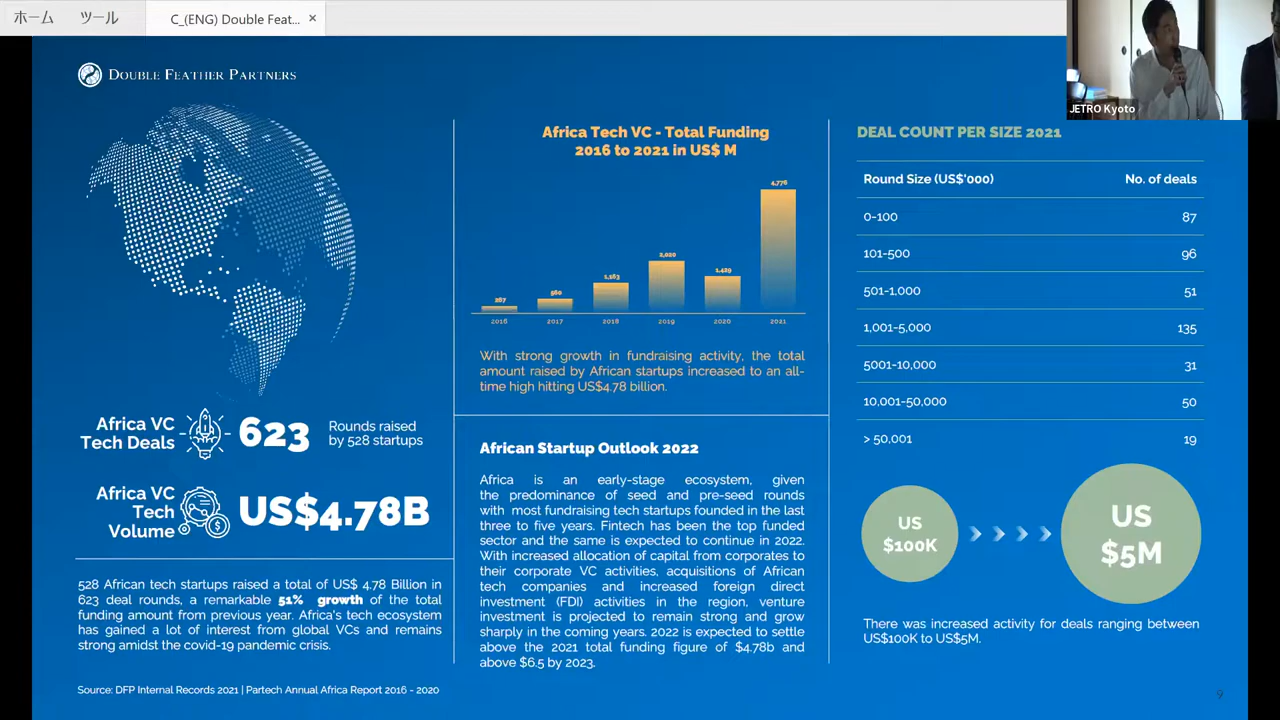 ホーム ツール C_(ENG) Double Feat... ×
JETRO Kyoto
DOUBLE FEATHER PARTNERS
Africa VC
Tech Deals
623
Rounds raised
by 528 startups
Africa VC
Tech
Volume
US$4.78B
528 African tech startups raised a total of US$ 4.78 Billion in
623 deal rounds, a remarkable 51% growth of the total
funding amount from previous year. Africa's tech ecosystem
has gained a lot of interest from global VCs and remains
strong amidst the covid-19 pandemic crisis.
Source: DFP Internal Records 2021 | Partech Annual Africa Report 2016 - 2020
Africa Tech VC - Total Funding
2016 to 2021 in US$ M
287 560 1,163 2,020 1,429 4,776
2016 2017 2018 2019 2020 2021
With strong growth in fundraising activity, the total
amount raised by African startups increased to an all-
time high hitting US$4.78 billion.
African Startup Outlook 2022
Africa is an early-stage ecosystem, given
the predominance of seed and pre-seed rounds
with most fundraising tech startups founded in the last
three to five years. Fintech has been the top funded
sector and the same is expected to continue in 2022.
With increased allocation of capital from corporates to
their corporate VC activities, acquisitions of African
tech companies and increased foreign direct
investment (FDI) activities in the region, venture
investment is projected to remain strong and grow
sharply in the coming years. 2022 is expected to settle
above the 2021 total funding figure of $4.78b and
above $6.5 by 2023.
DEAL COUNT PER SIZE 2021
Round Size (US$'000) No. of deals
0-100 87
101-500 96
501-1,000 51
1,001-5,000 135
5001-10,000 31
10,001-50,000 50
> 50,001 19
US
$100K
US
$5M
There was increased activity for deals ranging between
US$100K to US$5M.
9